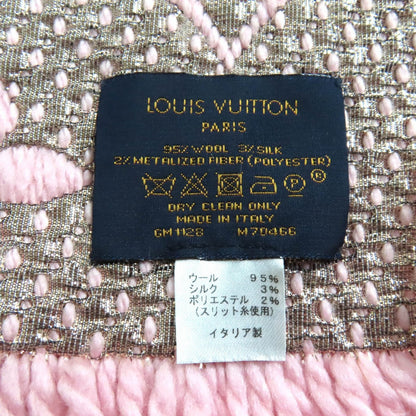 LOUIS VUITTON
PARIS
95% WOOL 3% SILK
2% METALIZED FIBER (POLYESTER)
P
DRY CLEAN ONLY
MADE IN ITALY
GM1128 M70466
ウール 95%
シルク 3%
ポリエステル 2%
(スリット糸使用)
イタリア製